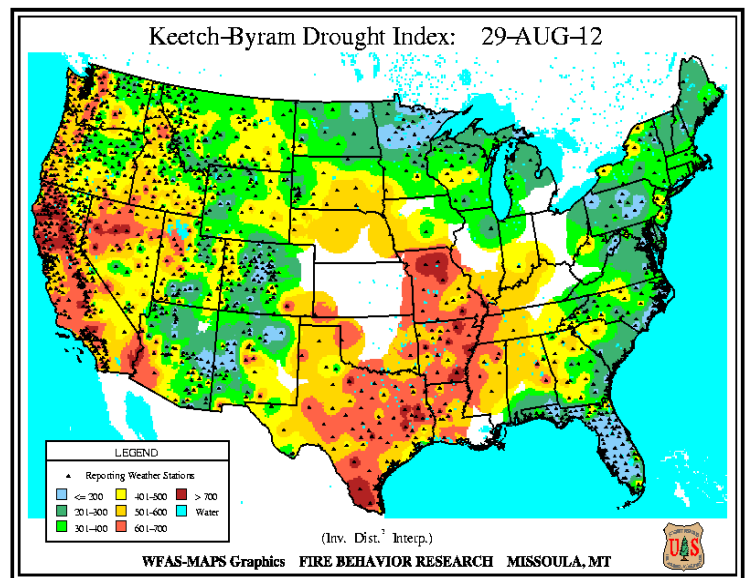 Keetch-Byram Drought Index: 29-AUG-12
LEGEND
▲ Reporting Weather Stations
<= 200 401-500 > 700
201-300 501-600 Water
301-400 601-700
(Inv. Dist.² Interp.)
WFAS-MAPS Graphics FIRE BEHAVIOR RESEARCH MISSOULA, MT
U S